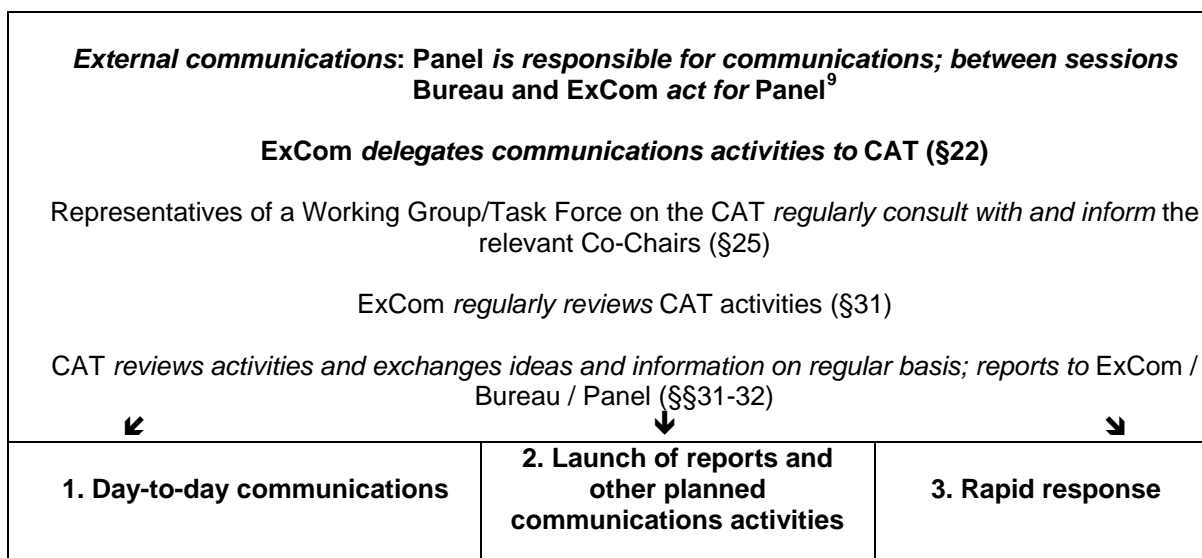 External communications: Panel is responsible for communications; between sessions
Bureau and ExCom act for Panel9
ExCom delegates communications activities to CAT (§22)
Representatives of a Working Group/Task Force on the CAT regularly consult with and inform the
relevant Co-Chairs (§25)
ExCom regularly reviews CAT activities (§31)
CAT reviews activities and exchanges ideas and information on regular basis; reports to ExCom /
Bureau / Panel (§§31-32)
1. Day-to-day communications
2. Launch of reports and
other planned
communications activities
3. Rapid response